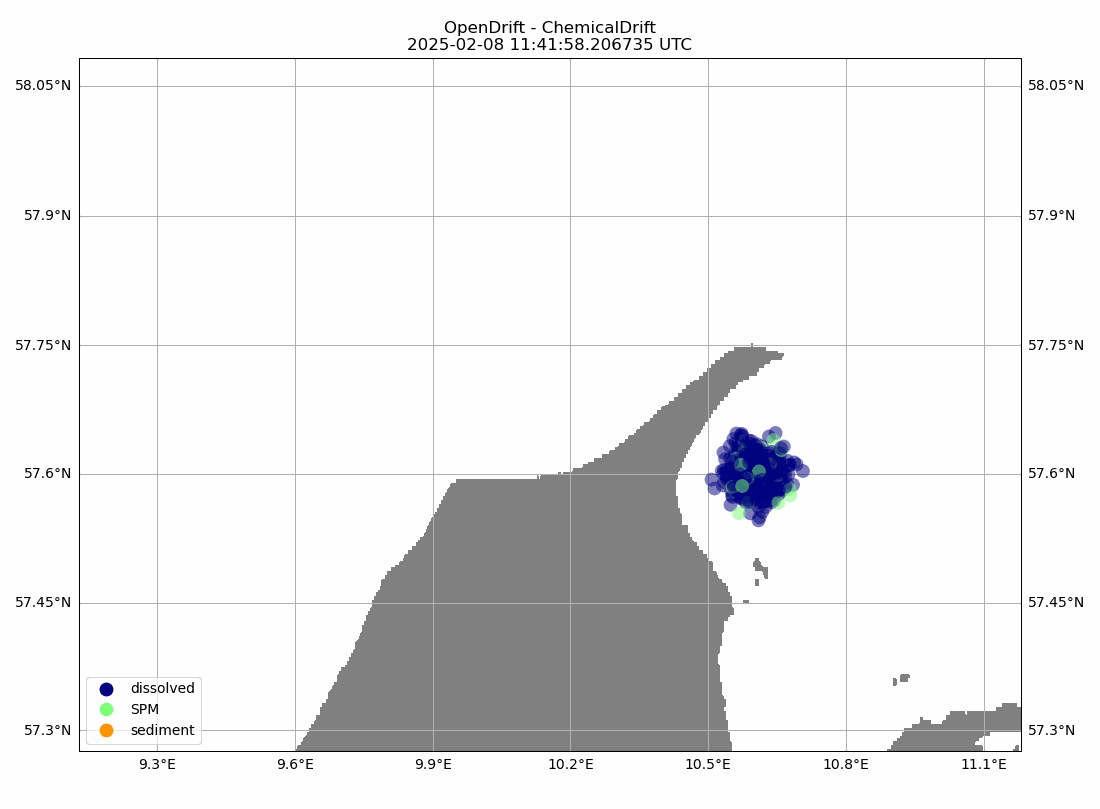 OpenDrift - ChemicalDrift
2025-02-08 11:41:58.206735 UTC
58.05°N 58.05°N
57.9°N 57.9°N
57.75°N 57.75°N
57.6°N 57.6°N
57.45°N 57.45°N
dissolved
SPM
sediment
57.3°N 57.3°N
9.3°E 9.6°E 9.9°E 10.2°E 10.5°E 10.8°E 11.1°E